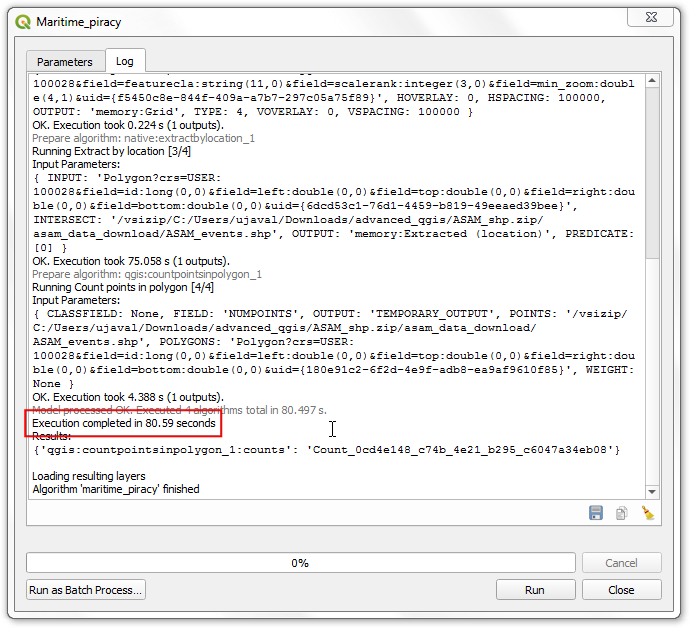 Maritime_piracy
Parameters
Log
100028&field=featurecla:string(11,0)&field=scalerank:integer(3,0)&field=min_zoom:doubl
e(4,1)&uid={f5450c8e-844f-409a-a7b7-297c05a75f89}', HOVERLAY: 0, HSPACING: 100000,
OUTPUT: 'memory:Grid', TYPE: 4, VOVERLAY: 0, VSPACING: 100000 }
OK. Execution took 0.224 s (1 outputs).
Prepare algorithm: native:extractbylocation_1
Running Extract by location [3/4]
Input Parameters:
{ INPUT: 'Polygon?crs=USER:
100028&field=id:long(0,0)&field=left:double(0,0)&field=top:double(0,0)&field=right:dou
ble(0,0)&field=bottom:double(0,0)&uid={6dcd53c1-76d1-4459-b819-49eeaed39bee}',
INTERSECT: '/vsizip/C:/Users/ujaval/Downloads/advanced_qgis/ASAM_shp.zip/
asam_data_download/ASAM_events.shp', OUTPUT: 'memory:Extracted (location)', PREDICATE:
[0] }
OK. Execution took 75.058 s (1 outputs).
Prepare algorithm: qgis:countpointsinpolygon_1
Running Count points in polygon [4/4]
Input Parameters:
{ CLASSFIELD: None, FIELD: 'NUMPOINTS', OUTPUT: 'TEMPORARY_OUTPUT', POINTS: '/vsizip/
C:/Users/ujaval/Downloads/advanced_qgis/ASAM_shp.zip/asam_data_download/
ASAM_events.shp', POLYGONS: 'Polygon?crs=USER:
100028&field=id:long(0,0)&field=left:double(0,0)&field=top:double(0,0)&field=right:dou
ble(0,0)&field=bottom:double(0,0)&uid={180e91c2-6f2d-4e9f-adb8-ea9af9610f85}', WEIGHT:
None }
OK. Execution took 4.388 s (1 outputs).
Model processed OK. Executed 4 algorithms total in 80.497 s.
Execution completed in 80.59 seconds
Results:
{'qgis:countpointsinpolygon_1:counts': 'Count_0cd4e148_c74b_4e21_b295_c6047a34eb08'}
Loading resulting layers
Algorithm 'maritime_piracy' finished
0%
Cancel
Run as Batch Process...
Run
Close